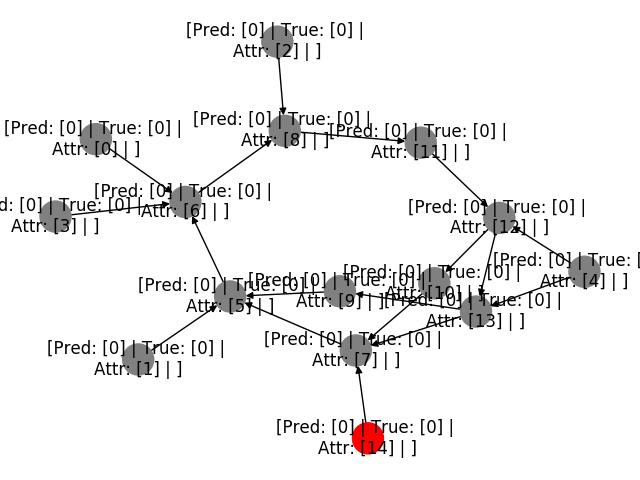 [Pred: [0] | True: [0] |
Attr: [2] | ]
[Pred: [0] | True: [0] |
Attr: [8] | ]
[Pred: [0] | True: [0] |
Attr: [11] | ]
[Pred: [0] | True: [0] |
Attr: [0] | ]
[Pred: [0] | True: [0] |
Attr: [6] | ]
d: [0] | True: [0] |
Attr: [3] | ]
[Pred: [0] | True: [0] |
Attr: [12] | ]
[Pred: [0] | True: [
Attr: [4] | ]
[Pred: [0] | True: [0] |
Attr: [10] | ]
[Pred: [0] | True: [0] |
Attr: [9] | ]
[Pred: [0] | True: [0] |
Attr: [5] | ]
[Pred: [0] | True: [0] |
Attr: [13] | ]
[Pred: [0] | True: [0] |
Attr: [7] | ]
[Pred: [0] | True: [0] |
Attr: [1] | ]
[Pred: [0] | True: [0] |
Attr: [14] | ]